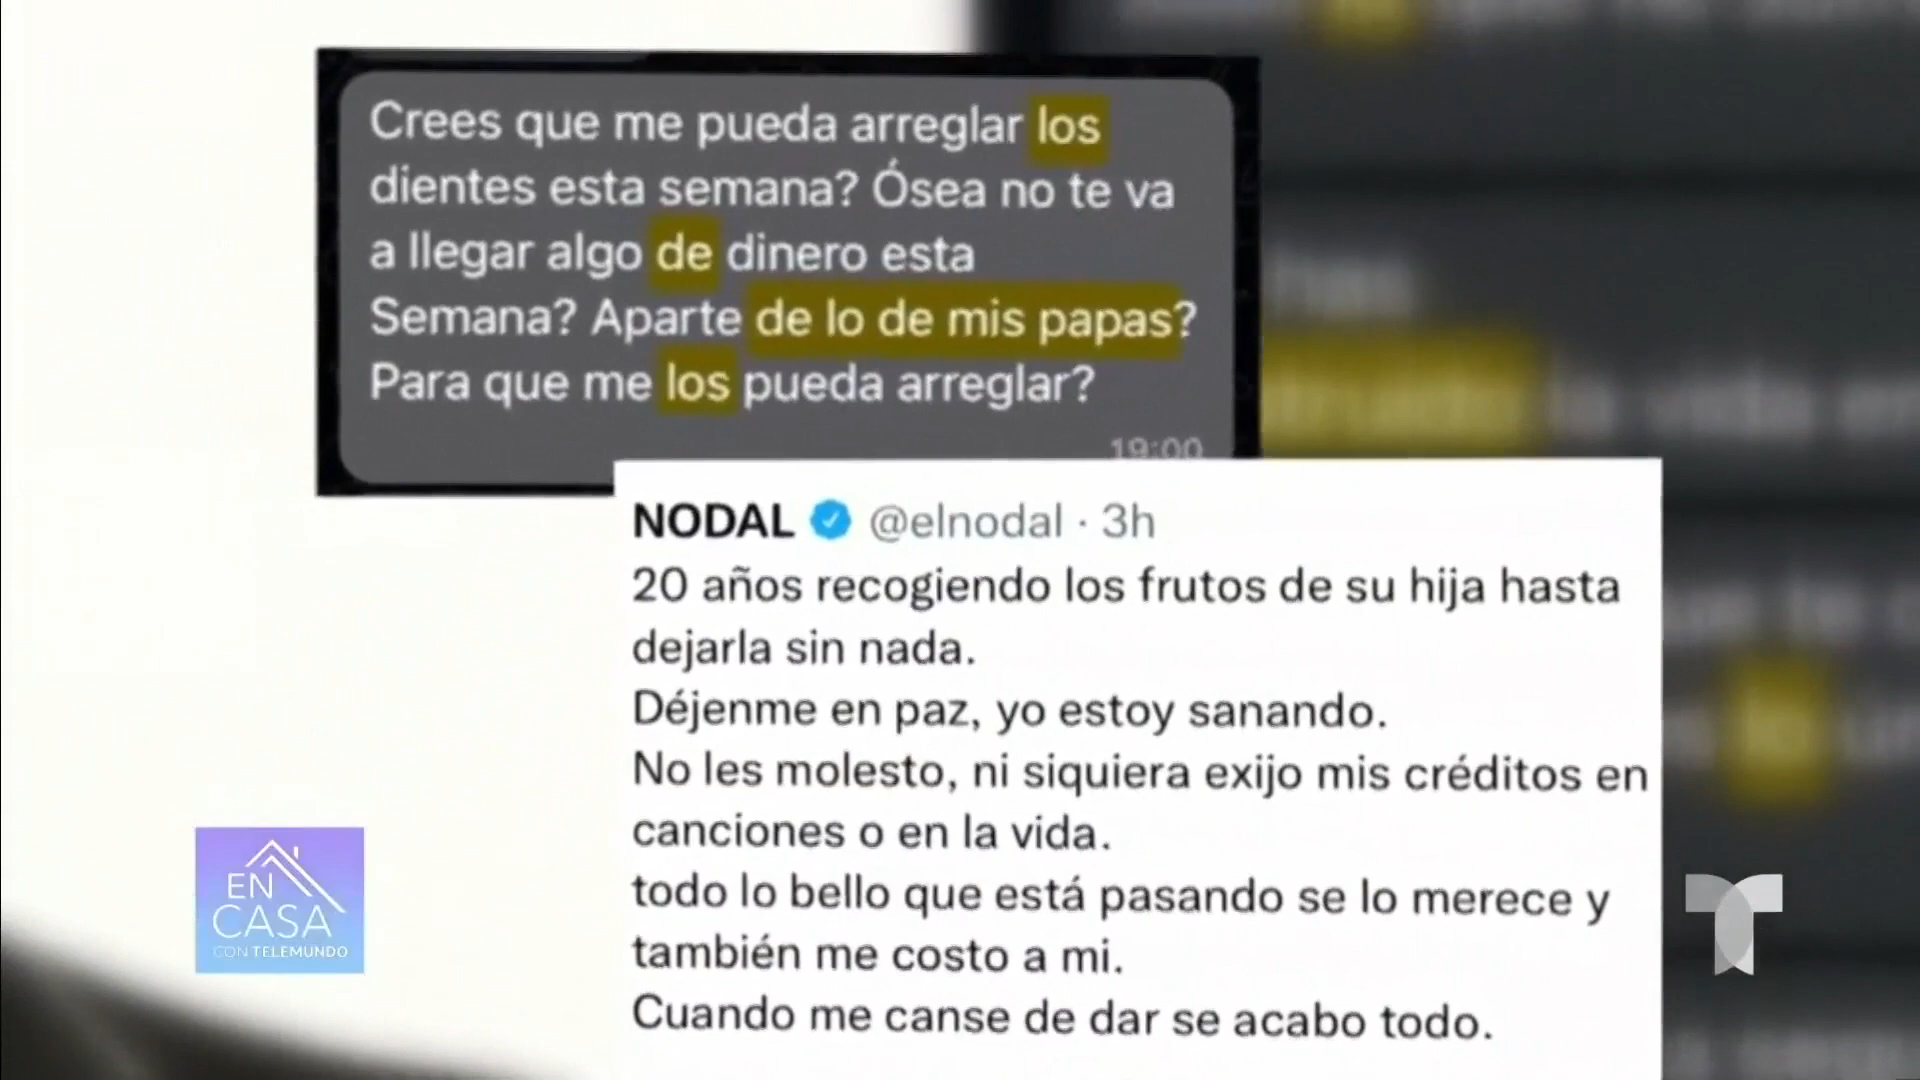 Crees que me pueda arreglar los
dientes esta semana? Ósea no te va
a llegar algo de dinero esta
Semana? Aparte de lo de mis papas?
Para que me los pueda arreglar?
19:00
NODAL @elnodal · 3h
20 años recogiendo los frutos de su hija hasta
dejarla sin nada.
Déjenme en paz, yo estoy sanando.
No les molesto, ni siquiera exijo mis créditos en
canciones o en la vida.
todo lo bello que está pasando se lo merece y
también me costo a mi.
Cuando me canse de dar se acabo todo.
EN
CASA
CON TELEMUNDO